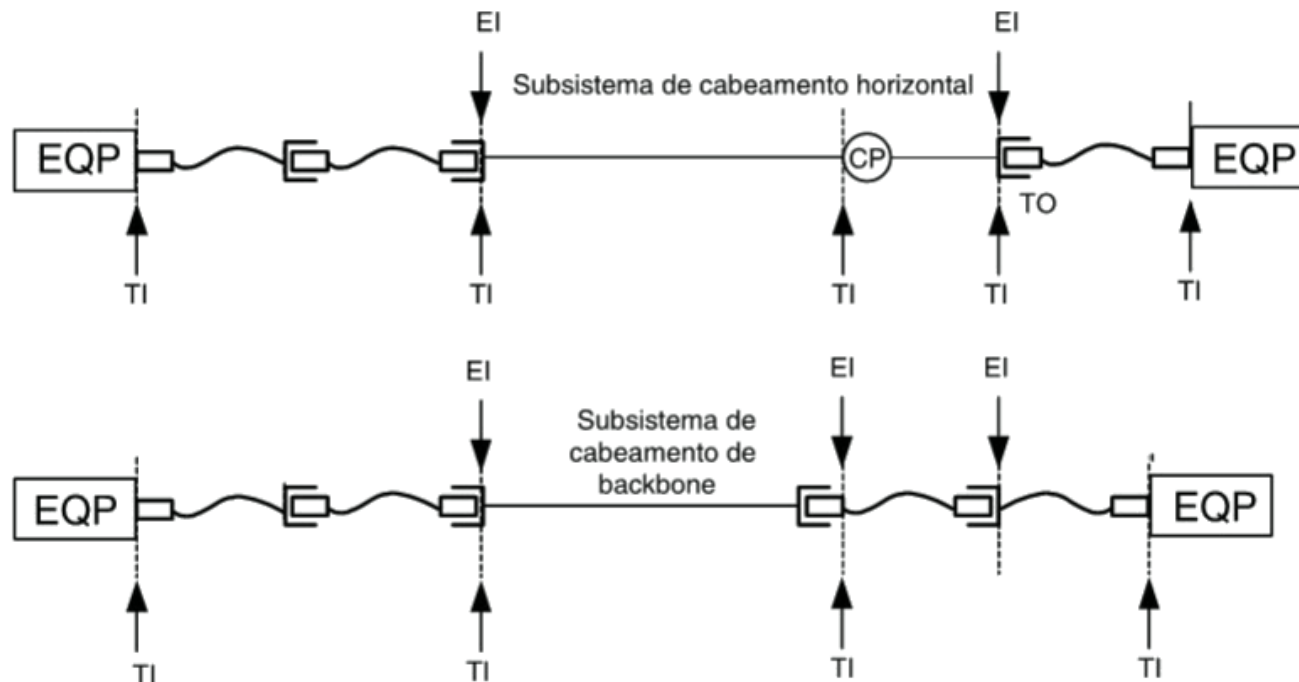 EI EI
Subsistema de cabeamento horizontal
EQP CP EQP
TO
TI TI TI TI TI
EI EI EI
Subsistema de
cabeamento de
backbone
EQP EQP
TI TI TI TI